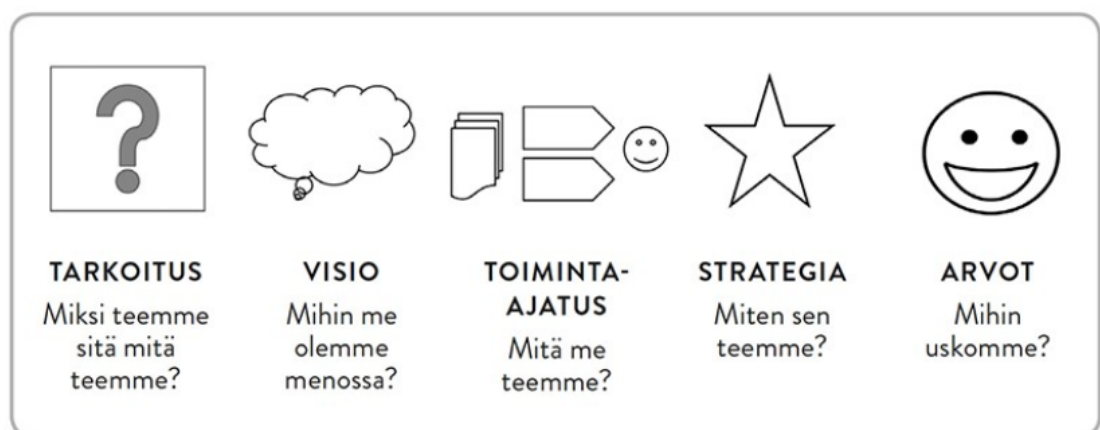 TARKOITUS
Miksi teemme
sitä mitä
teemme?
VISIO
Mihin me
olemme
menossa?
TOIMINTA-
AJATUS
Mitä me
teemme?
STRATEGIA
Miten sen
teemme?
ARVOT
Mihin
uskomme?